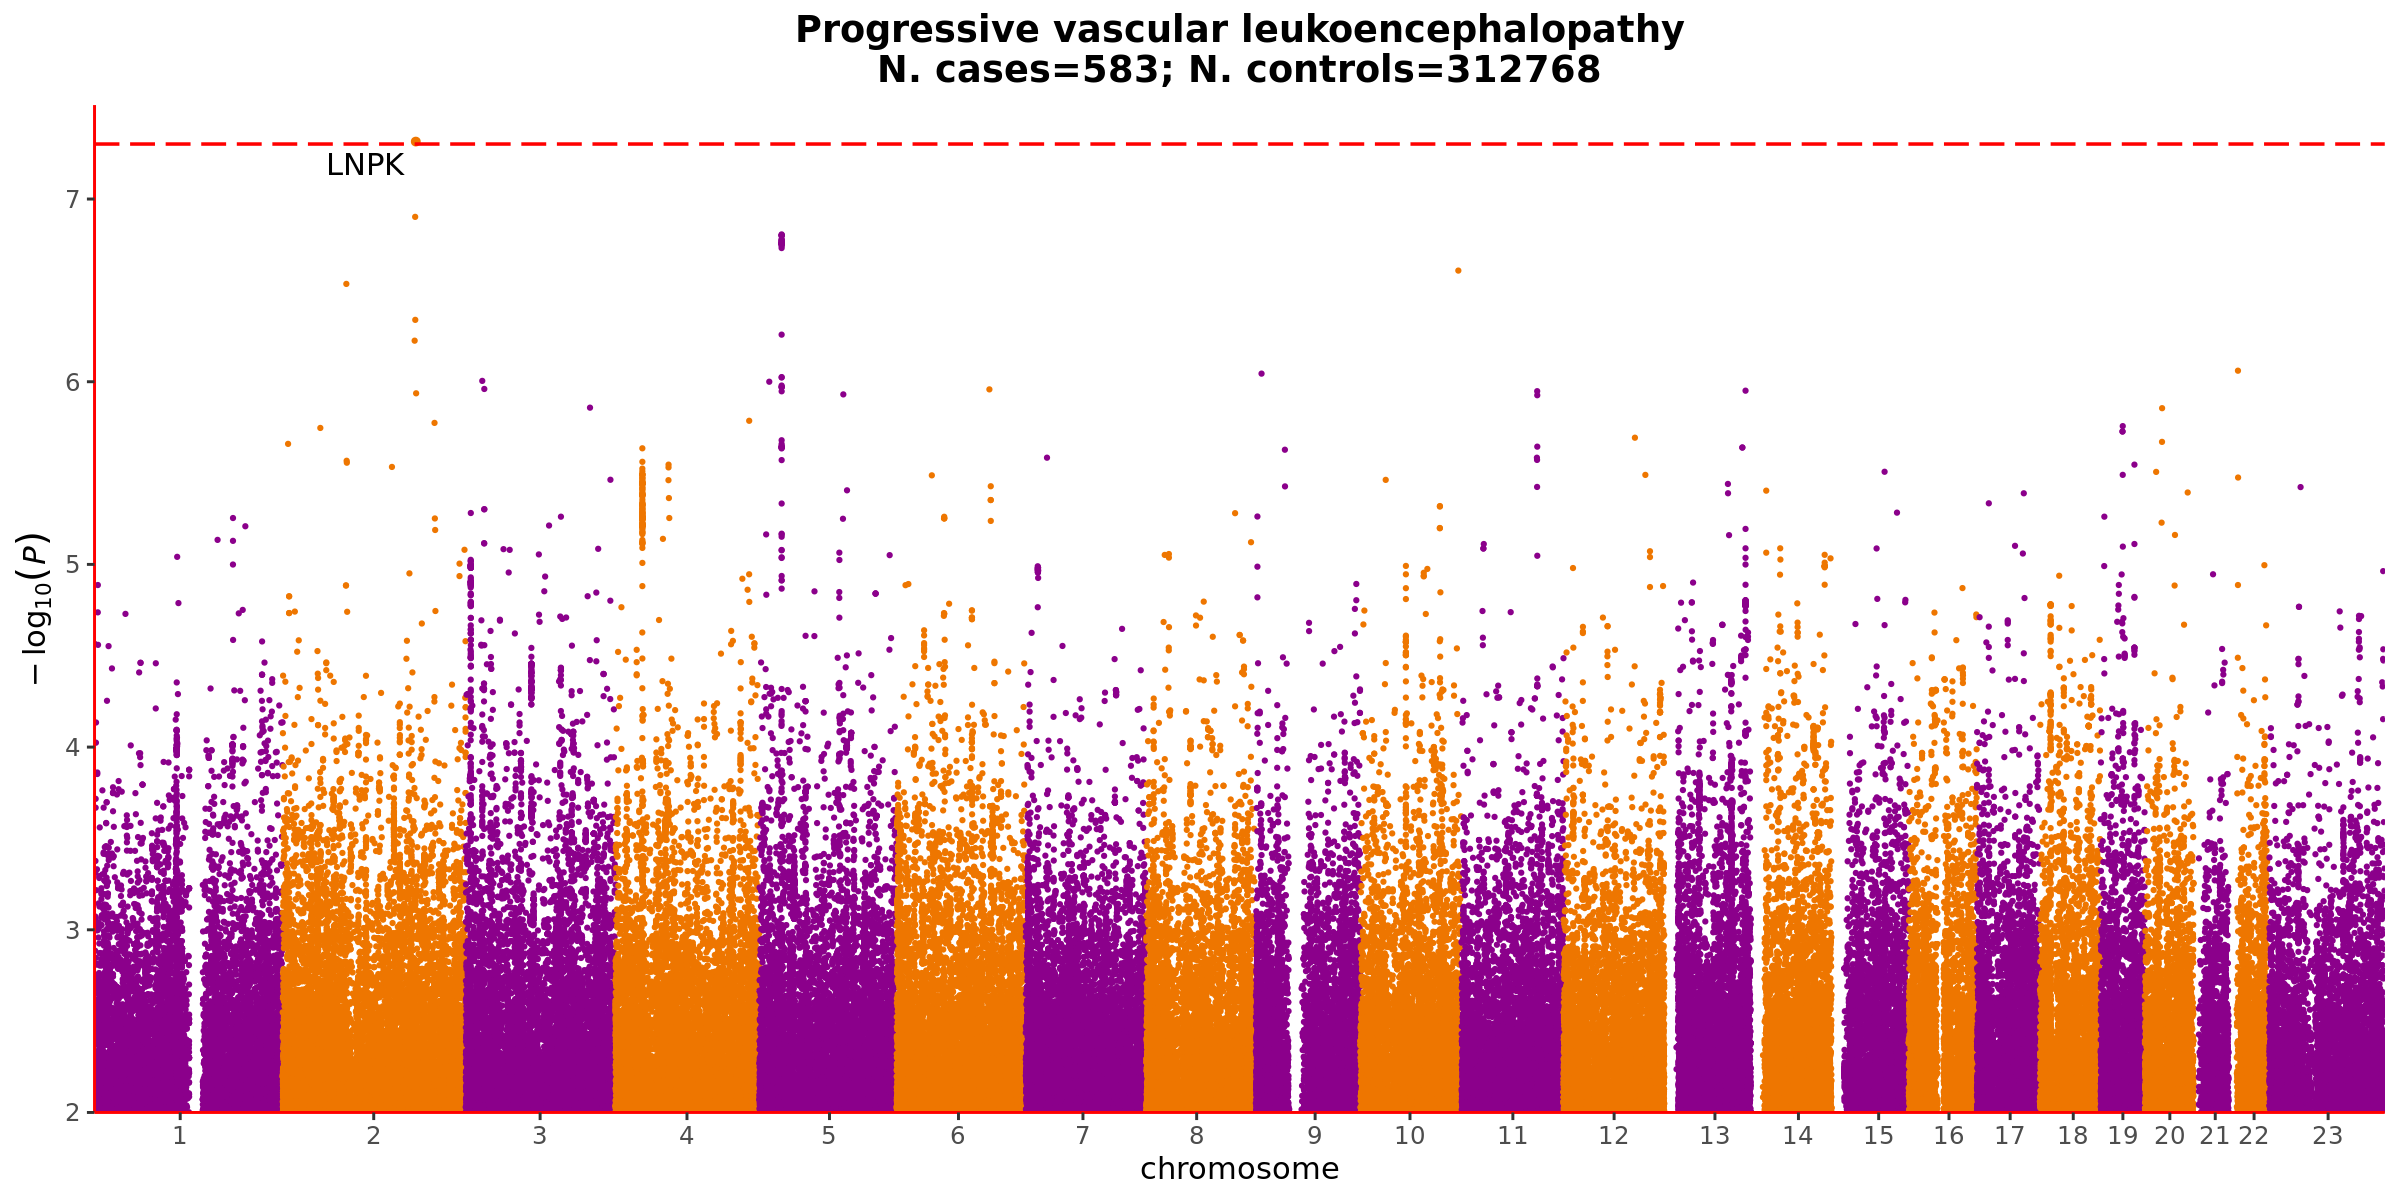 Progressive vascular leukoencephalopathy
N. cases=583; N. controls=312768
LNPK
7
6
5
4
3
2
−log10(P)
1 2 3 4 5 6 7 8 9 10 11 12 13 14 15 16 17 18 19 20 21 22 23
chromosome